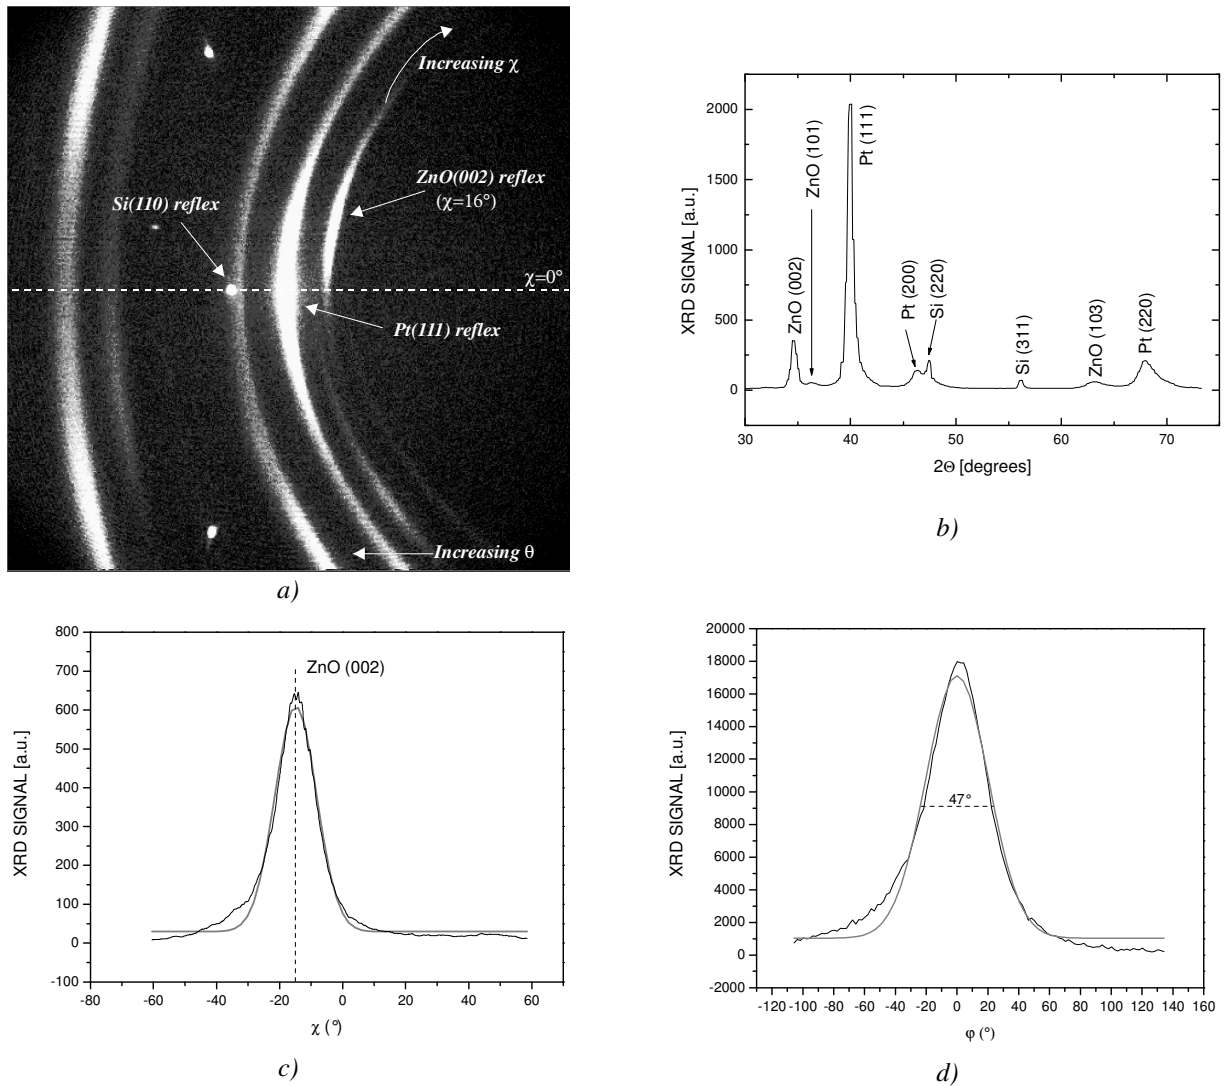 Increasing χ
ZnO(002) reflex
(χ=16°)
Si(110) reflex
χ=0°
Pt(111) reflex
Increasing θ
a)
XRD SIGNAL [a.u.]
2000
1500
1000
500
0
ZnO (002)
ZnO (101)
Pt (111)
Pt (200)
Si (220)
Si (311)
ZnO (103)
Pt (220)
30 40 50 60 70
2Θ [degrees]
b)
XRD SIGNAL [a.u.]
800
700
600
500
400
300
200
100
0
-100
ZnO (002)
-80 -60 -40 -20 0 20 40 60
χ (°)
c)
XRD SIGNAL [a.u.]
20000
18000
16000
14000
12000
10000
8000
6000
4000
2000
0
-2000
47°
-120 -100 -80 -60 -40 -20 0 20 40 60 80 100 120 140 160
φ (°)
d)